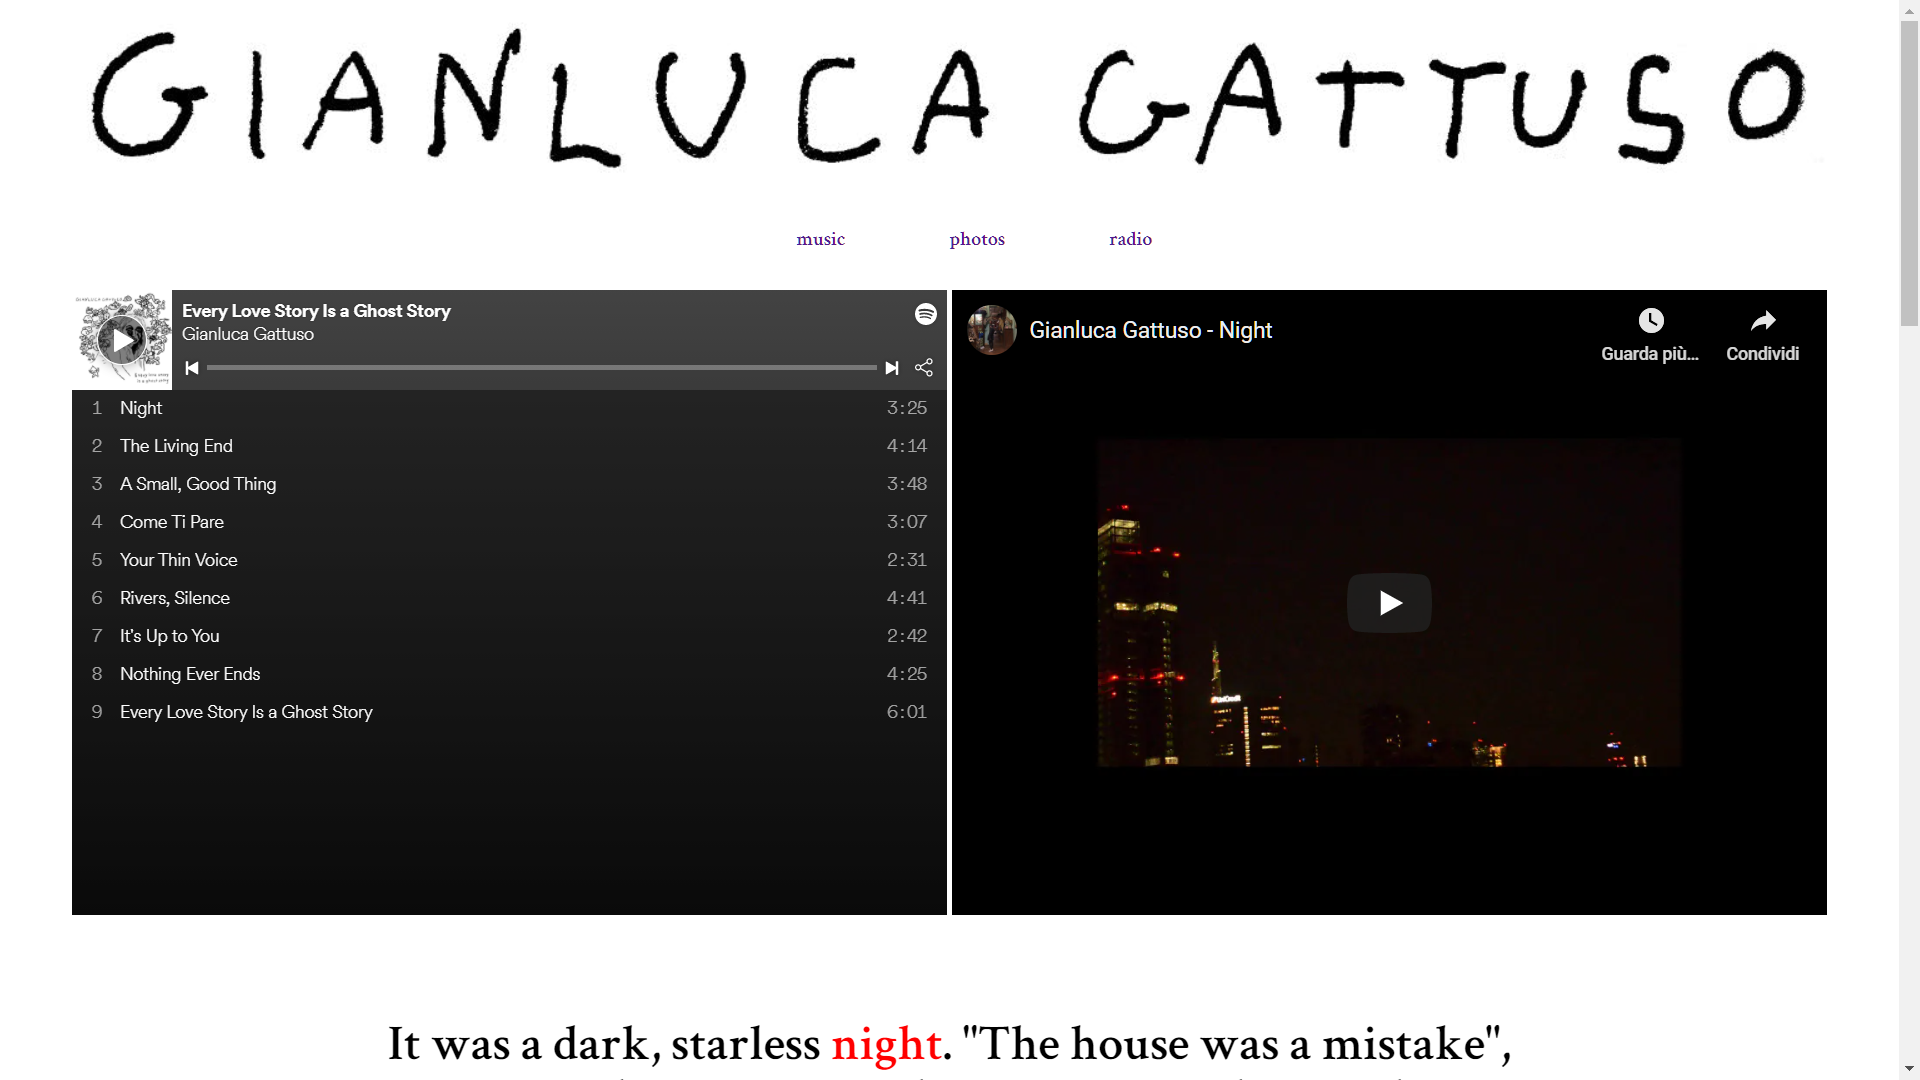 GIANLUCA GATTUSO
music photos radio
Every Love Story Is a Ghost Story
Gianluca Gattuso
1 Night 3:25
2 The Living End 4:14
3 A Small, Good Thing 3:48
4 Come Ti Pare 3:07
5 Your Thin Voice 2:31
6 Rivers, Silence 4:41
7 It's Up to You 2:42
8 Nothing Ever Ends 4:25
9 Every Love Story Is a Ghost Story 6:01
Gianluca Gattuso - Night
Guarda più... Condividi
It was a dark, starless night. "The house was a mistake",